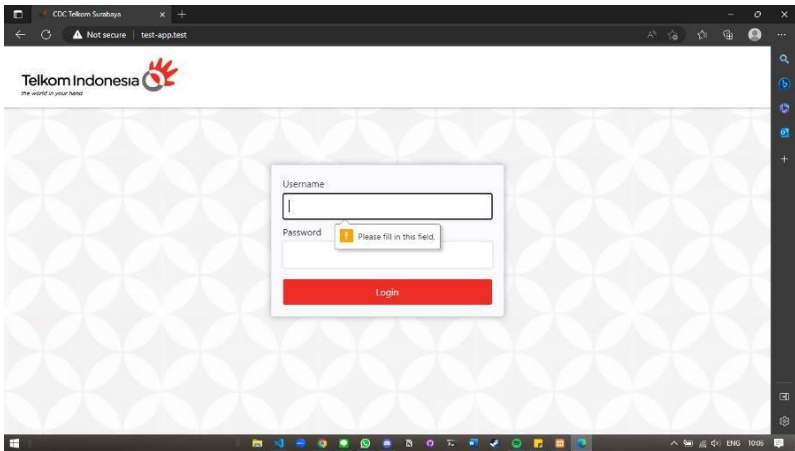 CDC Telkom Surabaya
Not secure
test-app.test
Telkom Indonesia
the world in your hand
Username
Please fill in this field.
Password
Login
ENG
10:06